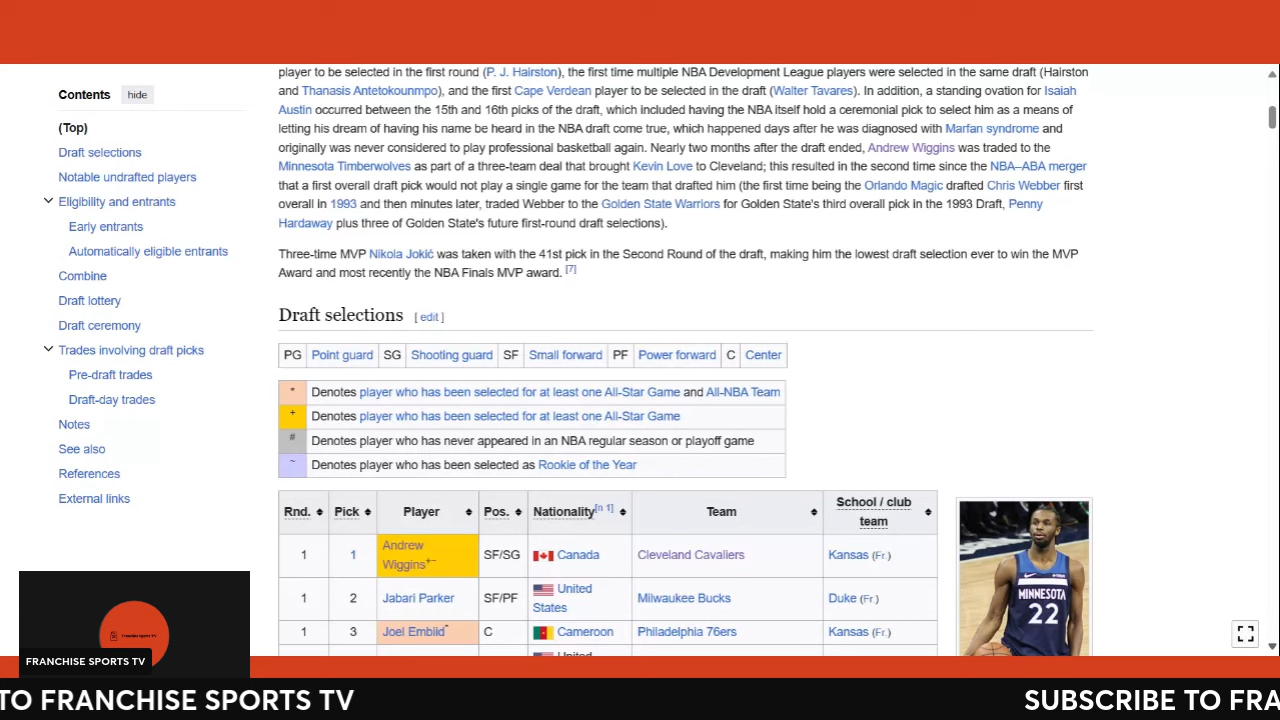 player to be selected in the first round (P. J. Hairston), the first time multiple NBA Development League players were selected in the same draft (Hairston
and Thanasis Antetokounmpo), and the first Cape Verdean player to be selected in the draft (Walter Tavares). In addition, a standing ovation for Isaiah
Austin occurred between the 15th and 16th picks of the draft, which included having the NBA itself hold a ceremonial pick to select him as a means of
letting his dream of having his name be heard in the NBA draft come true, which happened days after he was diagnosed with Marfan syndrome and
originally was never considered to play professional basketball again. Nearly two months after the draft ended, Andrew Wiggins was traded to the
Minnesota Timberwolves as part of a three-team deal that brought Kevin Love to Cleveland; this resulted in the second time since the NBA–ABA merger
that a first overall draft pick would not play a single game for the team that drafted him (the first time being the Orlando Magic drafted Chris Webber first
overall in 1993 and then minutes later, traded Webber to the Golden State Warriors for Golden State's third overall pick in the 1993 Draft, Penny
Hardaway plus three of Golden State's future first-round draft selections).
Three-time MVP Nikola Jokić was taken with the 41st pick in the Second Round of the draft, making him the lowest draft selection ever to win the MVP
Award and most recently the NBA Finals MVP award. [7]
Contents hide
(Top)
Draft selections
Notable undrafted players
Eligibility and entrants
Early entrants
Automatically eligible entrants
Combine
Draft lottery
Draft ceremony
Trades involving draft picks
Pre-draft trades
Draft-day trades
Notes
See also
References
External links
Draft selections [ edit ]
PG Point guard SG Shooting guard SF Small forward PF Power forward C Center
* Denotes player who has been selected for at least one All-Star Game and All-NBA Team
+ Denotes player who has been selected for at least one All-Star Game
# Denotes player who has never appeared in an NBA regular season or playoff game
~ Denotes player who has been selected as Rookie of the Year
Rnd. Pick Player Pos. Nationality[n 1] Team School / club
team
1 1 Andrew
Wiggins+~ SF/SG Canada Cleveland Cavaliers Kansas (Fr.)
1 2 Jabari Parker SF/PF United
States Milwaukee Bucks Duke (Fr.)
1 3 Joel Embiid* C Cameroon Philadelphia 76ers Kansas (Fr.)
United
MINNESOTA
22
Franchise Sports TV
FRANCHISE SPORTS TV
TO FRANCHISE SPORTS TV SUBSCRIBE TO FRA